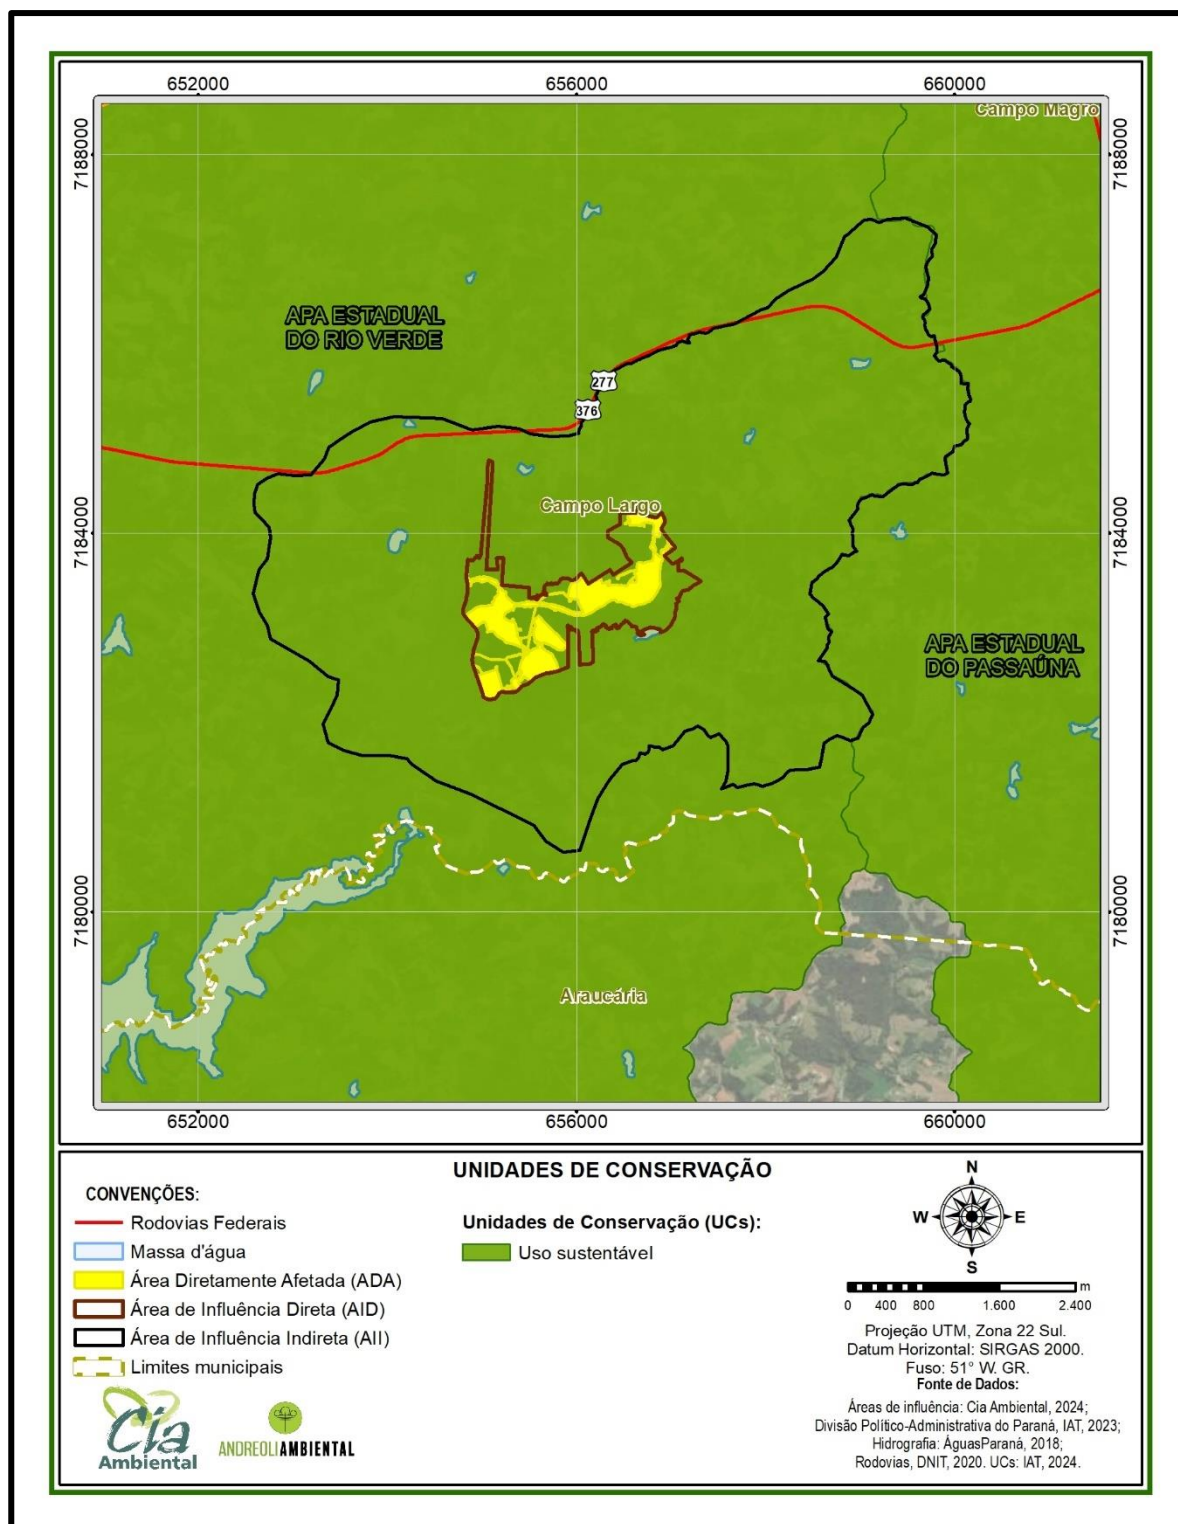 652000
656000
660000
Campo Magro
7188000
7188000
APA ESTADUAL
DO RIO VERDE
277
376
Campo Largo
7184000
7184000
APA ESTADUAL
DO PASSAÚNA
7180000
7180000
Araucária
652000
656000
660000
UNIDADES DE CONSERVAÇÃO
CONVENÇÕES:
Rodovias Federais
Massa d'água
Área Diretamente Afetada (ADA)
Área de Influência Direta (AID)
Área de Influência Indireta (AII)
Limites municipais
Unidades de Conservação (UCs):
Uso sustentável
N
W
E
S
m
0 400 800 1.600 2.400
Projeção UTM, Zona 22 Sul.
Datum Horizontal: SIRGAS 2000.
Fuso: 51° W. GR.
Fonte de Dados:
Áreas de influência: Cia Ambiental, 2024;
Divisão Político-Administrativa do Paraná, IAT, 2023;
Hidrografia: ÁguasParaná, 2018;
Rodovias, DNIT, 2020. UCs: IAT, 2024.
Cia
Ambiental
ANDREOLIAMBIENTAL